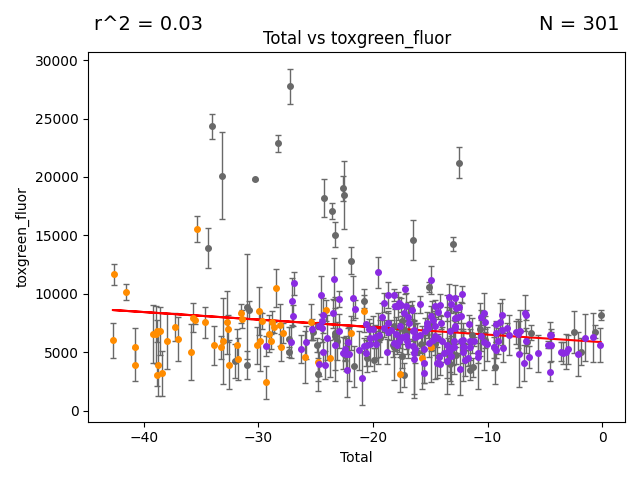 r^2 = 0.03
N = 301
Total vs toxgreen_fluor
30000
25000
20000
15000
10000
5000
0
toxgreen_fluor
−40
−30
−20
−10
0
Total